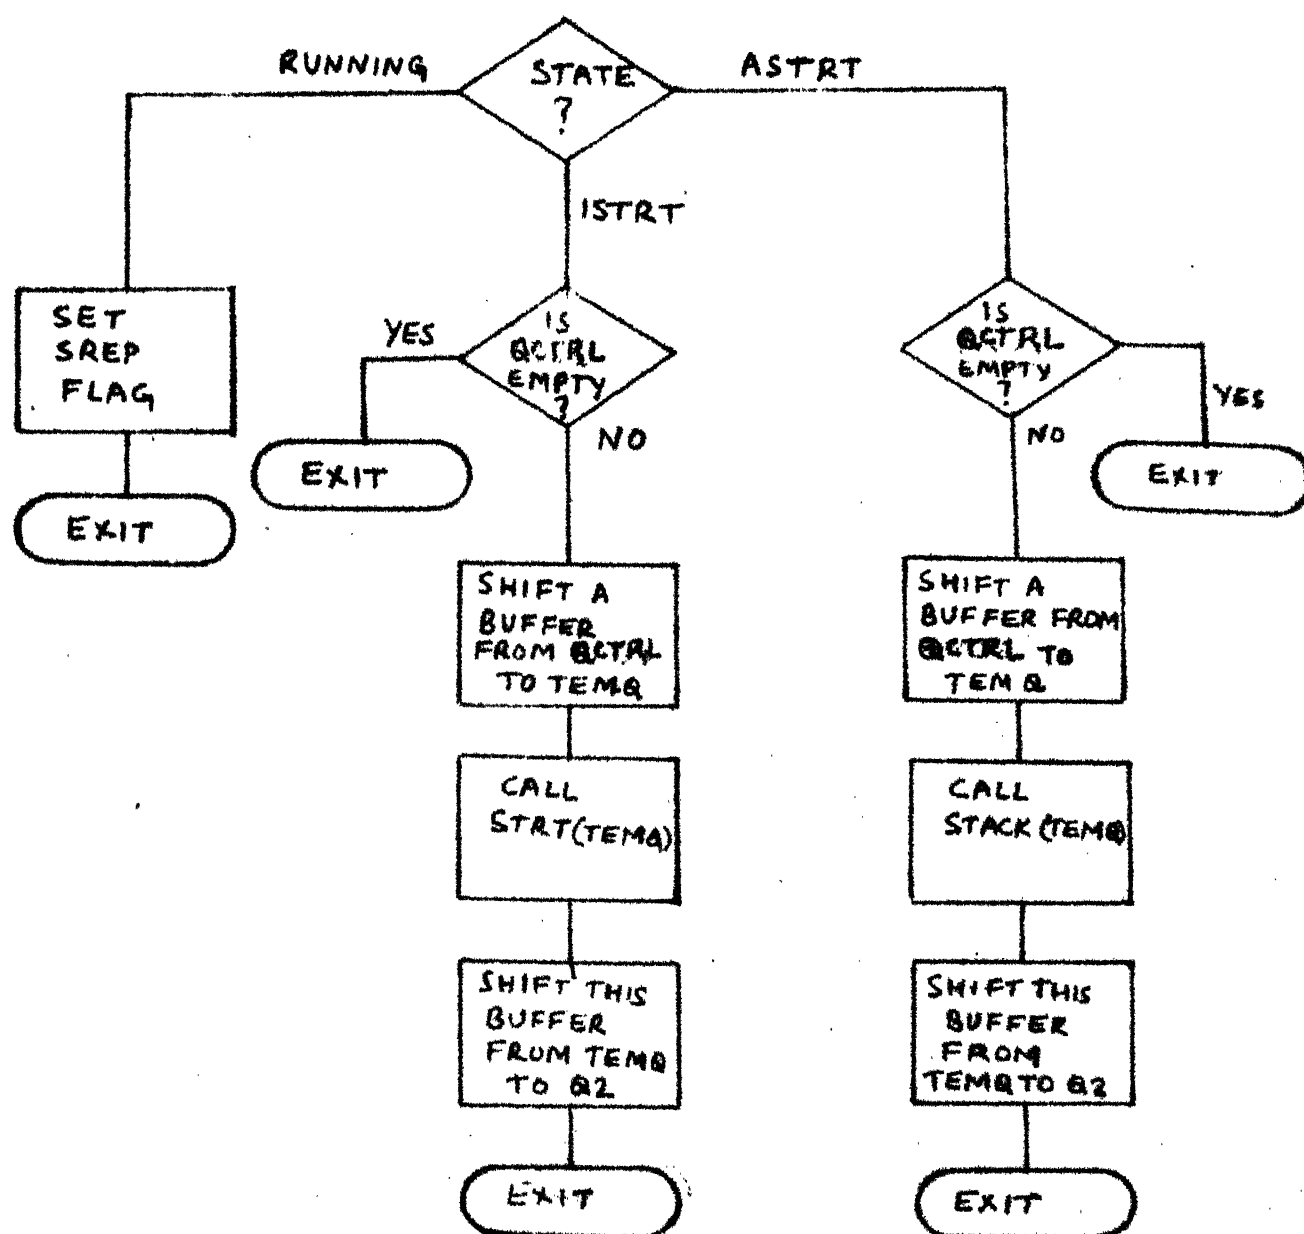 RUNNING
STATE
?
ASTRT
ISTRT
SET
SREP
FLAG
EXIT
YES
IS
QCTRL
EMPTY
?
NO
EXIT
IS
QCTRL
EMPTY
?
YES
NO
EXIT
SHIFT A
BUFFER
FROM QCTRL
TO TEMQ
SHIFT A
BUFFER FROM
QCTRL TO
TEMQ
CALL
STRT(TEMQ)
CALL
STACK(TEMQ)
SHIFT THIS
BUFFER
FROM TEMQ
TO Q2
SHIFT THIS
BUFFER
FROM
TEMQ TO Q2
EXIT
EXIT